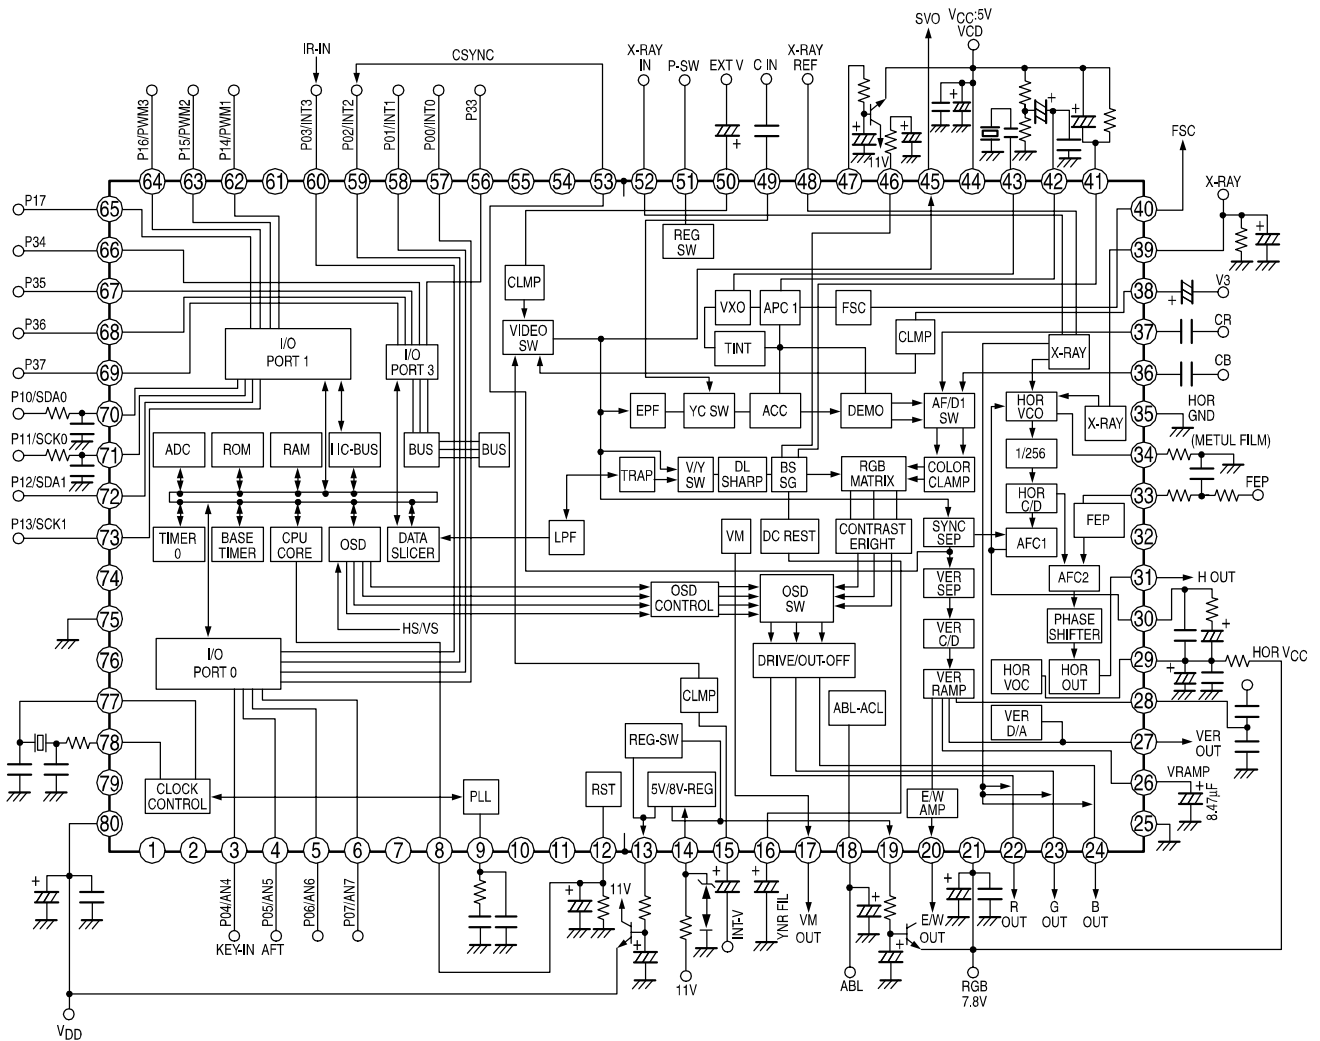 SVO
VCC:5V
VCD
IR-IN
CSYNC
X-RAY
IN
P-SW
EXT V
C IN
X-RAY
REF
P16/PWM3
P15/PWM2
P14/PWM1
P03/INT3
P02/INT2
P01/INT1
P00/INT0
P33
11V
FSC
64 63 62 61 60 59 58 57 56 55 54 53 52 51 50 49 48 47 46 45 44 43 42 41
P17
65
P34
66
P35
67
P36
68
P37
69
P10/SDA0
70
P11/SCK0
71
P12/SDA1
72
P13/SCK1
73
74
75
76
77
78
79
80
40
X-RAY
39
38
V3
37
CR
36
CB
35
HOR
GND
34
(METUL FILM)
33
FEP
32
31
H OUT
30
29
HOR VCC
28
27
VER
OUT
26
VRAMP
8.47µF
25
REG
SW
CLMP
VIDEO
SW
VXO
APC 1
FSC
CLMP
TINT
X-RAY
I/O
PORT 1
I/O
PORT 3
EPF
YC SW
ACC
DEMO
AF/D1
SW
HOR
VCO
X-RAY
ADC
ROM
RAM
I IC-BUS
BUS
BUS
TRAP
V/Y
SW
DL
SHARP
BS
SG
RGB
MATRIX
COLOR
CLAMP
1/256
HOR
C/D
FEP
TIMER
0
BASE
TIMER
CPU
CORE
OSD
DATA
SLICER
LPF
VM
DC REST
CONTRAST
ERIGHT
SYNC
SEP
AFC1
AFC2
VER
SEP
OSD
CONTROL
OSD
SW
HS/VS
VER
C/D
PHASE
SHIFTER
I/O
PORT 0
DRIVE/OUT-OFF
VER
RAMP
HOR
VOC
HOR
OUT
CLMP
ABL-ACL
VER
D/A
REG-SW
CLOCK
CONTROL
PLL
RST
5V/8V-REG
E/W
AMP
1 2 3 4 5 6 7 8 9 10 11 12 13 14 15 16 17 18 19 20 21 22 23 24
P04/AN4
P05/AN5
P06/AN6
P07/AN7
KEY-IN AFT
11V
11V
INT-V
YNR FIL
VM
OUT
ABL
E/W
OUT
RGB
7.8V
R
OUT
G
OUT
B
OUT
VDD